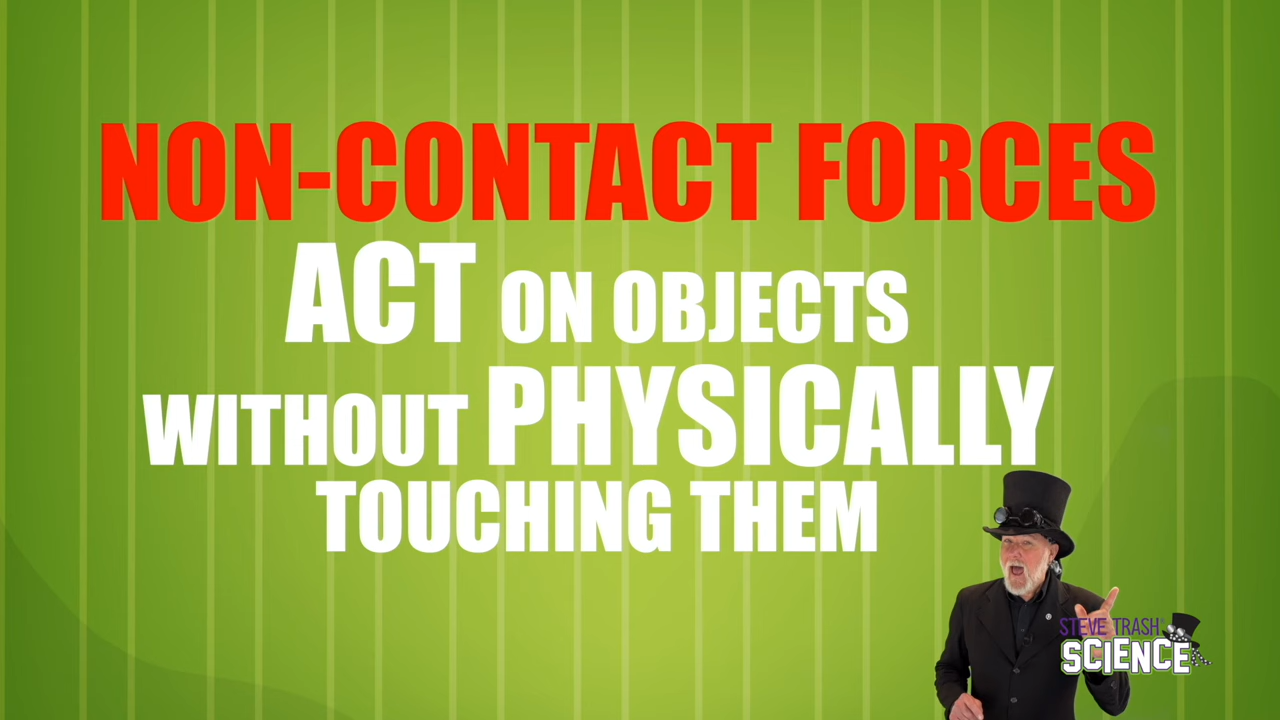 NON-CONTACT FORCES
ACT ON OBJECTS
WITHOUT PHYSICALLY
TOUCHING THEM
STEVE TRASH
SCIENCE